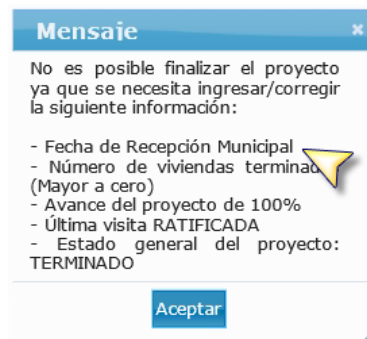 Mensaje
No es posible finalizar el proyecto
ya que se necesita ingresar/corregir
la siguiente información:
- Fecha de Recepción Municipal
- Número de viviendas
(Mayor a cero)
- Avance del proyecto de 100%
- Última visita RATIFICADA
- Estado general del proyecto:
TERMINADO
Aceptar